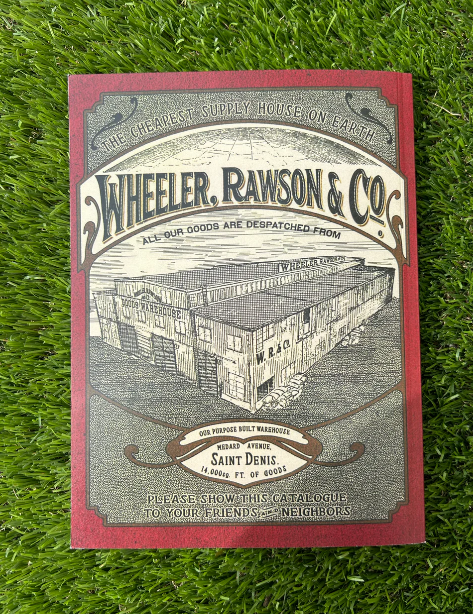 THE CHEAPEST SUPPLY HOUSE ON EARTH
WHEELER, RAWSON & Co.
ALL OUR GOODS ARE DESPATCHED FROM
WHEELER RAWSON
WAREHOUSE
W. R. & CO.
OUR PURPOSE BUILT WAREHOUSE
MEDARD AVENUE,
SAINT DENIS.
14,000SQ. FT. OF GOODS
PLEASE SHOW THIS CATALOGUE
TO YOUR FRIENDS AND NEIGHBORS